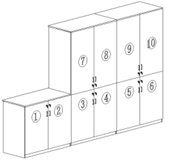 ⑦ ⑧ ⑨ ⑩
① ② ③ ④ ⑤ ⑥